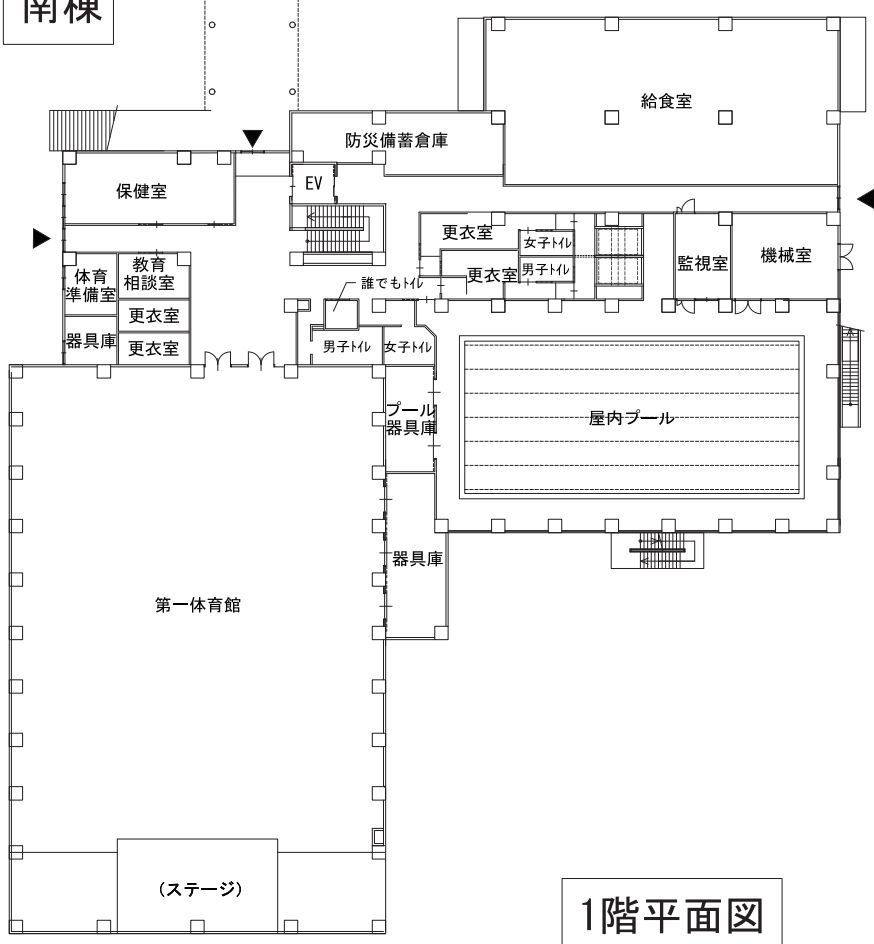 南棟
給食室
防災備蓄倉庫
保健室
EV
更衣室
女子トイレ
更衣室
男子トイレ
監視室
機械室
体育
準備室
教育
相談室
誰でもトイレ
更衣室
器具庫
更衣室
男子トイレ
女子トイレ
プール
器具庫
屋内プール
器具庫
第一体育館
(ステージ)
1階平面図